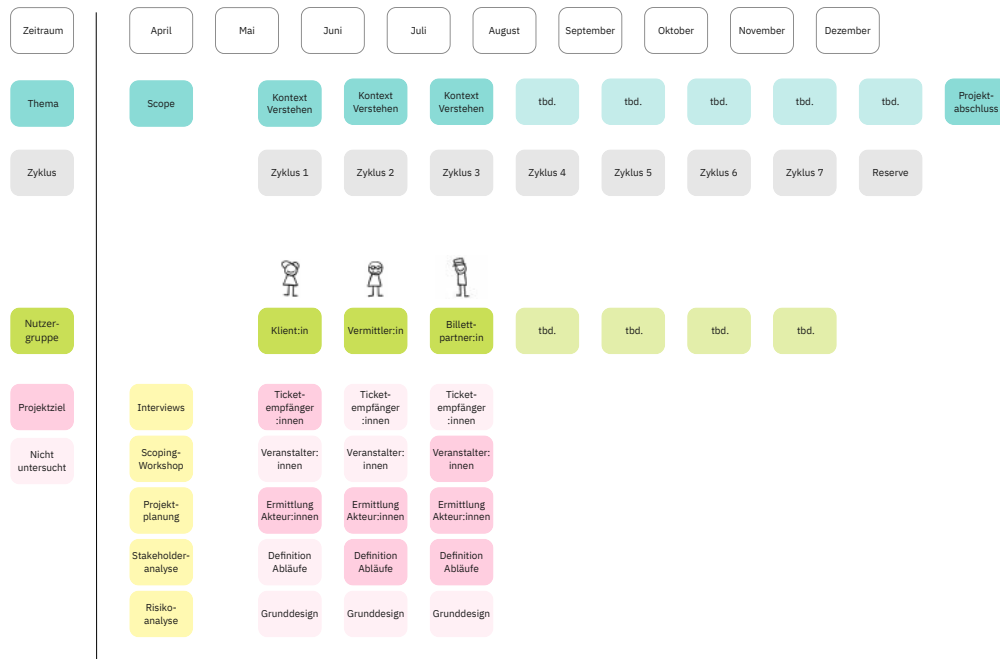 Zeitraum
April
Mai
Juni
Juli
August
September
Oktober
November
Dezember
Thema
Scope
Kontext
Verstehen
Kontext
Verstehen
Kontext
Verstehen
tbd.
tbd.
tbd.
tbd.
tbd.
Projekt-
abschluss
Zyklus
Zyklus 1
Zyklus 2
Zyklus 3
Zyklus 4
Zyklus 5
Zyklus 6
Zyklus 7
Reserve
Nutzer-
gruppe
Klient:in
Vermittler:in
Billett-
partner:in
tbd.
tbd.
tbd.
tbd.
Projektziel
Interviews
Ticket-
empfänger
:innen
Ticket-
empfänger
:innen
Ticket-
empfänger
:innen
Nicht
untersucht
Scoping-
Workshop
Veranstalter:
innen
Veranstalter:
innen
Veranstalter:
innen
Projekt-
planung
Ermittlung
Akteur:innen
Ermittlung
Akteur:innen
Ermittlung
Akteur:innen
Stakeholder-
analyse
Definition
Abläufe
Definition
Abläufe
Definition
Abläufe
Risiko-
analyse
Grunddesign
Grunddesign
Grunddesign